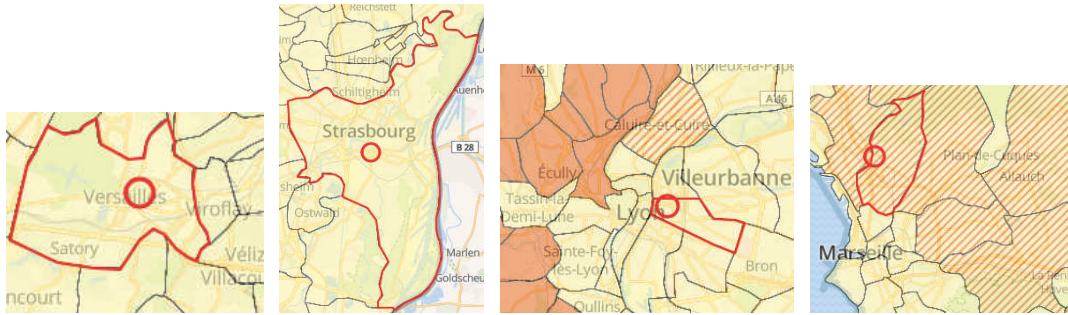 Versailles
Viroflay
Satory
Véliz
Villacou
ncourt
Reichstett
Hœnheim
Schiltigheim
Auenhe
Strasbourg
B 28
sheim
Ostwald
Marlen
Goldscheu
M 6
Rillieux-la-Pape
A 46
Caluire-et-Cuire
Écully
Villeurbanne
Tassin-la-
Demi-Lune
Lyon
Sainte-Foy-
lès-Lyon
Bron
Oullins
Plan-de-Cuques
Allauch
Marseille